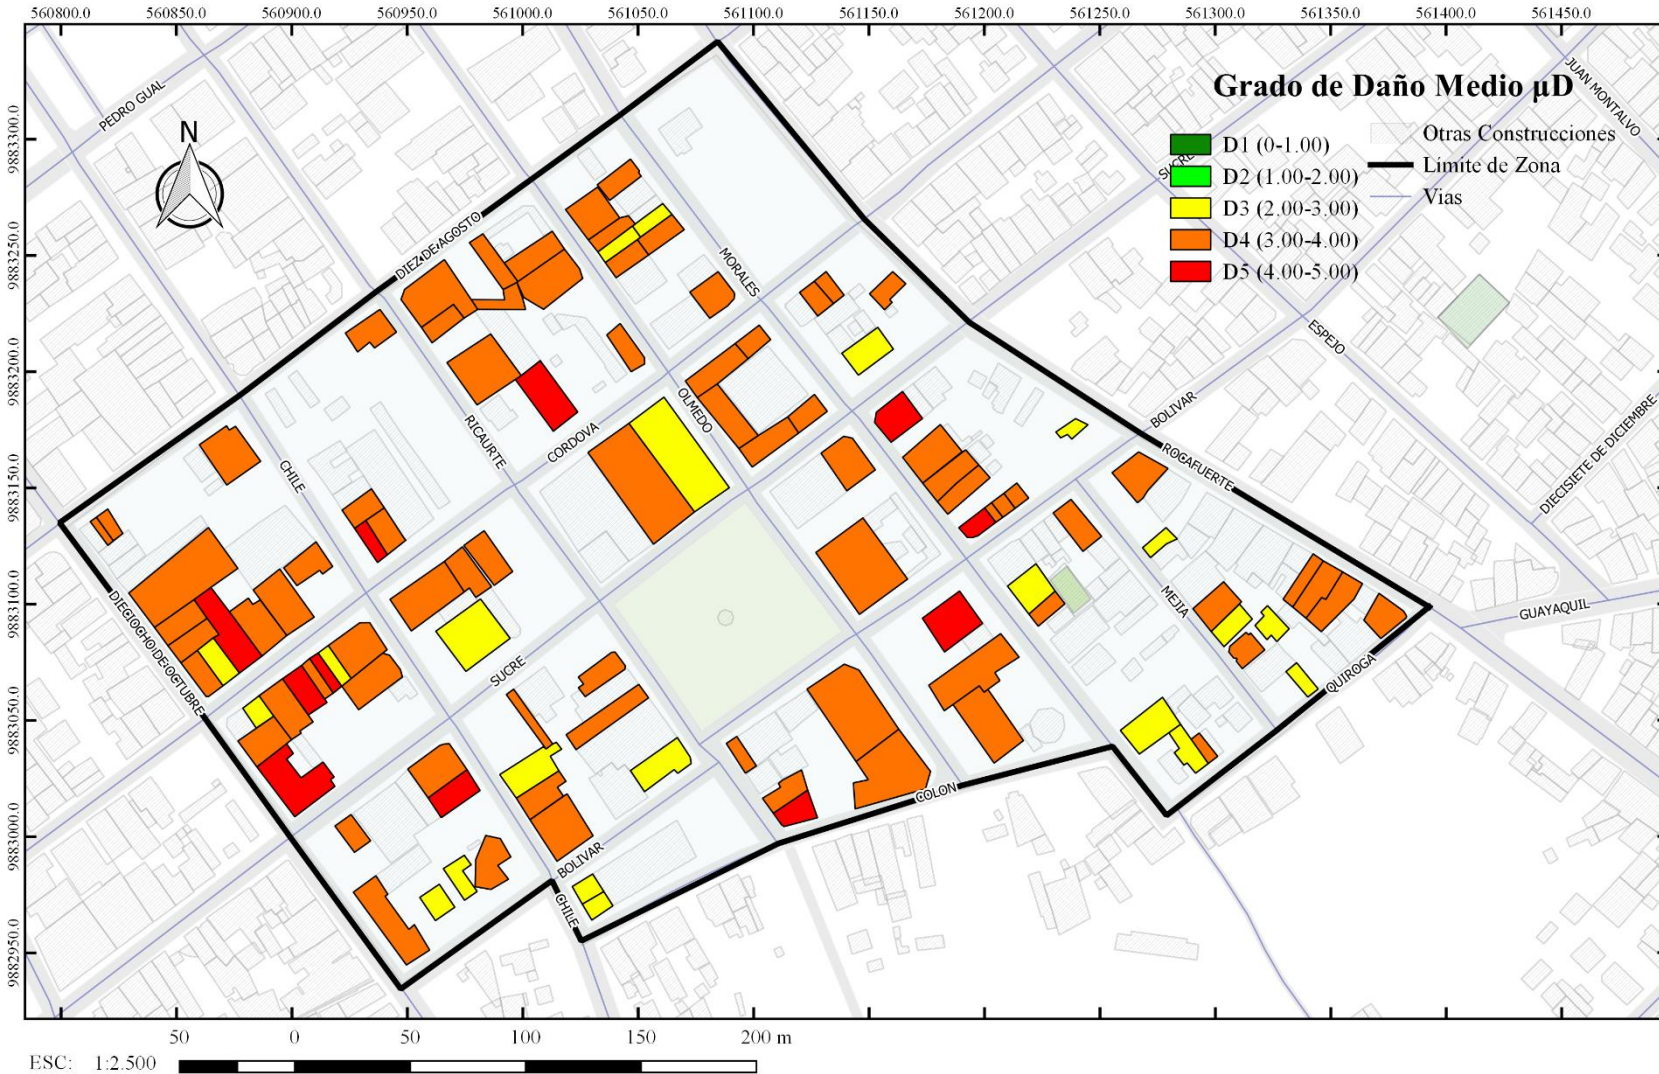 560800.0 560850.0 560900.0 560950.0 561000.0 561050.0 561100.0 561150.0 561200.0 561250.0 561300.0 561350.0 561400.0 561450.0
Grado de Daño Medio µD
D1 (0-1.00)
D2 (1.00-2.00)
D3 (2.00-3.00)
D4 (3.00-4.00)
D5 (4.00-5.00)
Otras Construcciones
Limite de Zona
Vias
N
PEDRO GUAL
JUAN MONTALVO
SUCRE
DIEZ DE AGOSTO
MORALES
ESPEJO
BOLIVAR
DIECISIETE DE DICIEMBRE
ROCAFUERTE
OLMEDO
RICAURTE
CORDOVA
CHILE
DIECIOCHO DE OCTUBRE
MEJIA
GUAYAQUIL
SUCRE
QUIROGA
COLON
BOLIVAR
CHILE
9883300.0
9883250.0
9883200.0
9883150.0
9883100.0
9883050.0
9883000.0
9882950.0
50 0 50 100 150 200 m
ESC: 1:2.500